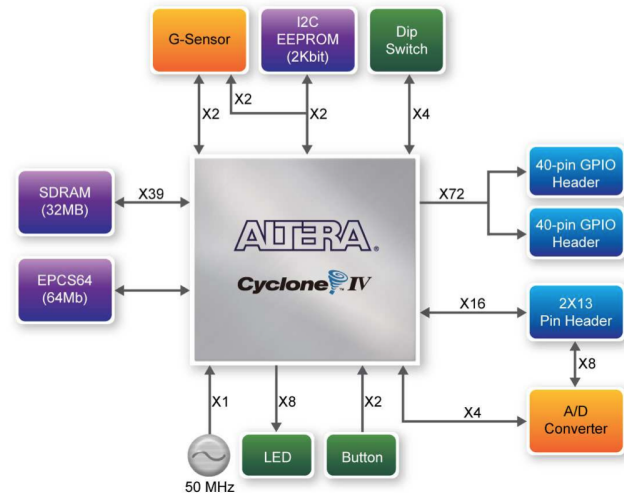 G-Sensor
I2C
EEPROM
(2Kbit)
Dip
Switch
X2
X2
X2
X4
SDRAM
(32MB)
X39
EPCS64
(64Mb)
ALTERA®
Cyclone™ IV
X72
40-pin GPIO
Header
40-pin GPIO
Header
X16
2X13
Pin Header
X8
X4
A/D
Converter
X1
X8
X2
50 MHz
LED
Button